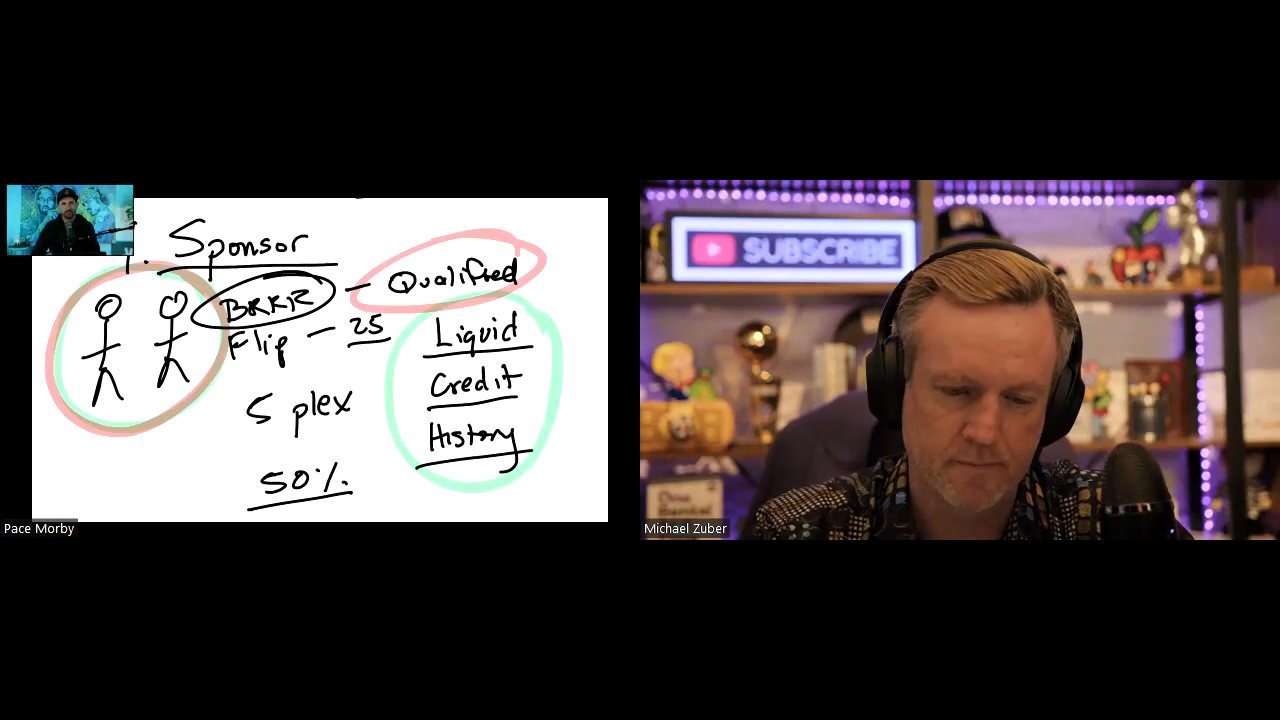 1. Sponsor
BRRR - Qualified
Flip - 25
Liquid
5 plex
Credit
History
50%
Pace Morby
SUBSCRIBE
Michael Zuber